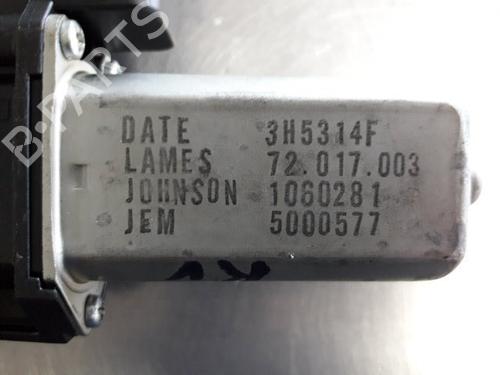 B-PARTS
DATE 3H5314F
LAMES 72.017.003
JOHNSON 1060281
JEM 5000577